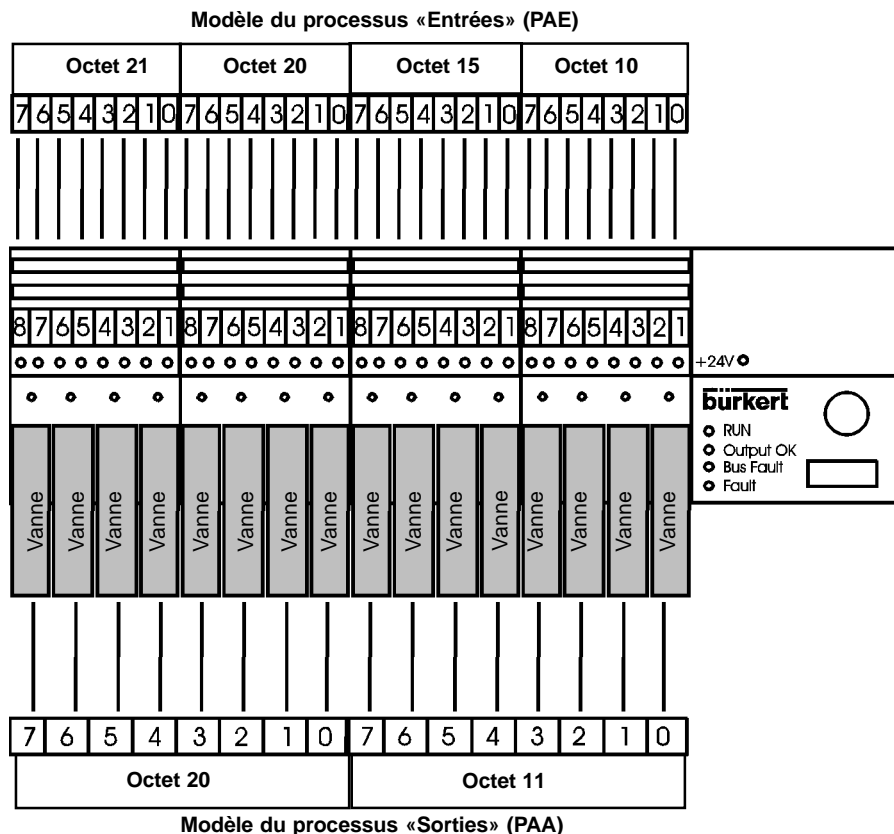 Modèle du processus «Entrées» (PAE)
Octet 21 Octet 20 Octet 15 Octet 10
7 6 5 4 3 2 1 0 7 6 5 4 3 2 1 0 7 6 5 4 3 2 1 0 7 6 5 4 3 2 1 0
8 7 6 5 4 3 2 1 8 7 6 5 4 3 2 1 8 7 6 5 4 3 2 1 8 7 6 5 4 3 2 1
+24V
bürkert
RUN
Output OK
Bus Fault
Fault
Vanne Vanne Vanne Vanne Vanne Vanne Vanne Vanne Vanne Vanne Vanne Vanne Vanne Vanne Vanne Vanne
7 6 5 4 3 2 1 0 7 6 5 4 3 2 1 0
Octet 20 Octet 11
Modèle du processus «Sorties» (PAA)